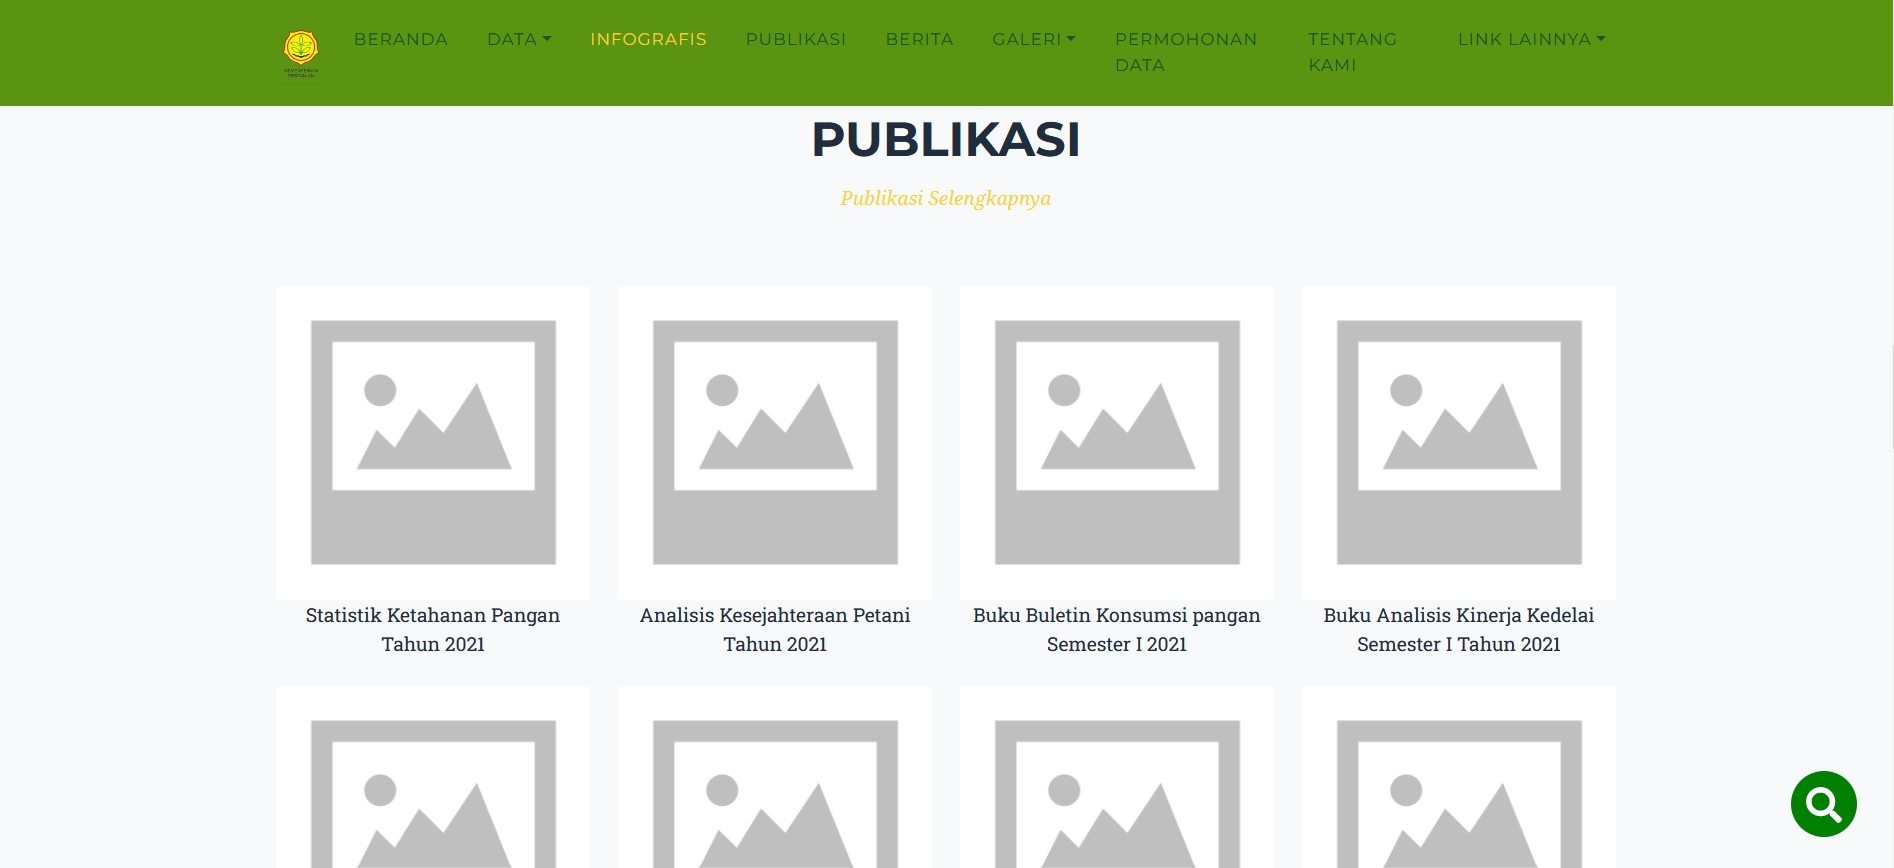 BERANDA
DATA
INFOGRAFIS
PUBLIKASI
BERITA
GALERI
PERMOHONAN
DATA
TENTANG
KAMI
LINK LAINNYA
KEMENTERIAN
PERTANIAN
PUBLIKASI
Publikasi Selengkapnya
Statistik Ketahanan Pangan
Tahun 2021
Analisis Kesejahteraan Petani
Tahun 2021
Buku Buletin Konsumsi pangan
Semester I 2021
Buku Analisis Kinerja Kedelai
Semester I Tahun 2021